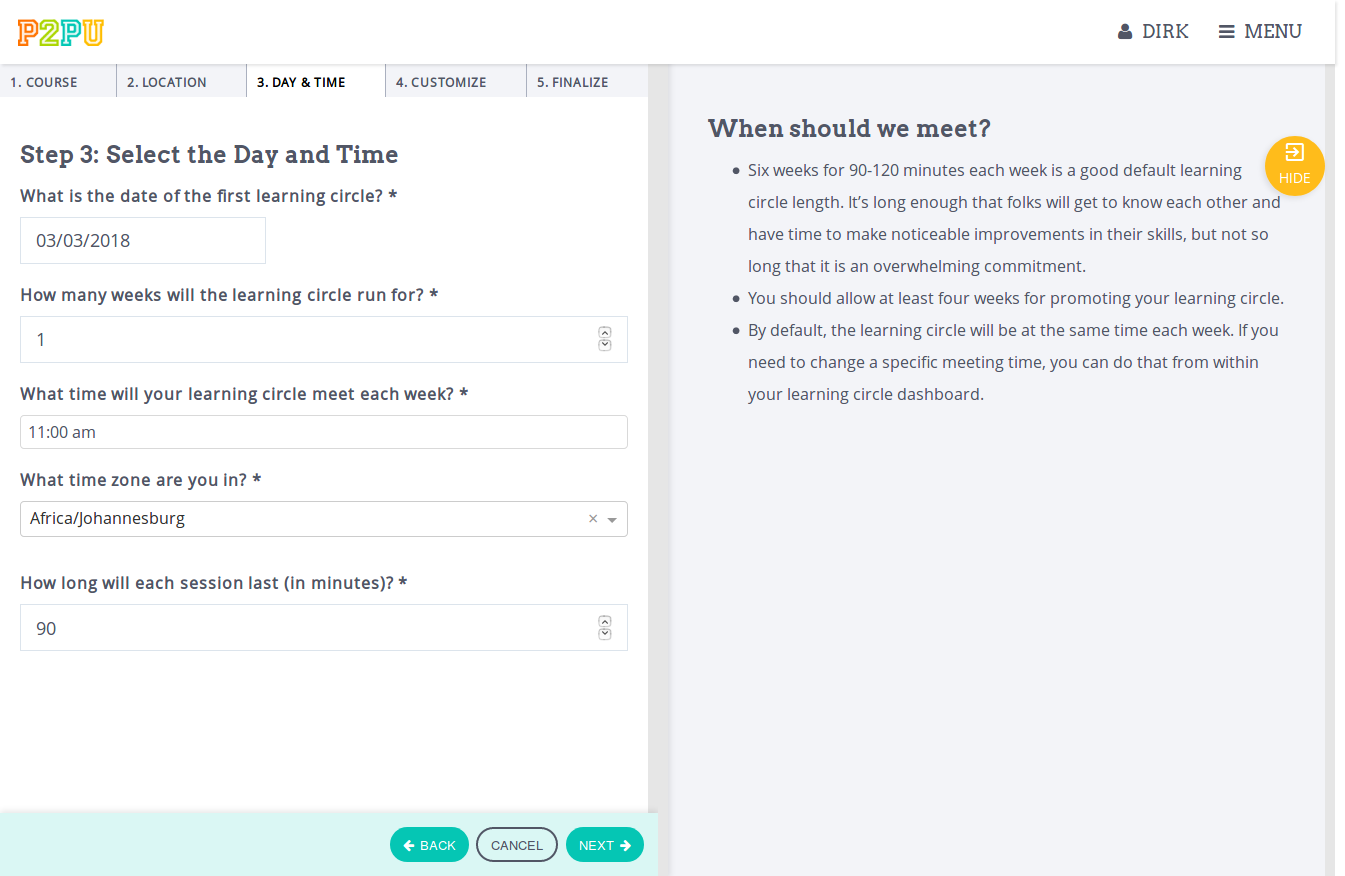 P2PU
DIRK
MENU
1. COURSE
2. LOCATION
3. DAY & TIME
4. CUSTOMIZE
5. FINALIZE
Step 3: Select the Day and Time
What is the date of the first learning circle? *
03/03/2018
How many weeks will the learning circle run for? *
1
What time will your learning circle meet each week? *
11:00 am
What time zone are you in? *
Africa/Johannesburg
How long will each session last (in minutes)? *
90
BACK
CANCEL
NEXT
When should we meet?
Six weeks for 90-120 minutes each week is a good default learning
circle length. It’s long enough that folks will get to know each other and
have time to make noticeable improvements in their skills, but not so
long that it is an overwhelming commitment.
You should allow at least four weeks for promoting your learning circle.
By default, the learning circle will be at the same time each week. If you
need to change a specific meeting time, you can do that from within
your learning circle dashboard.
HIDE